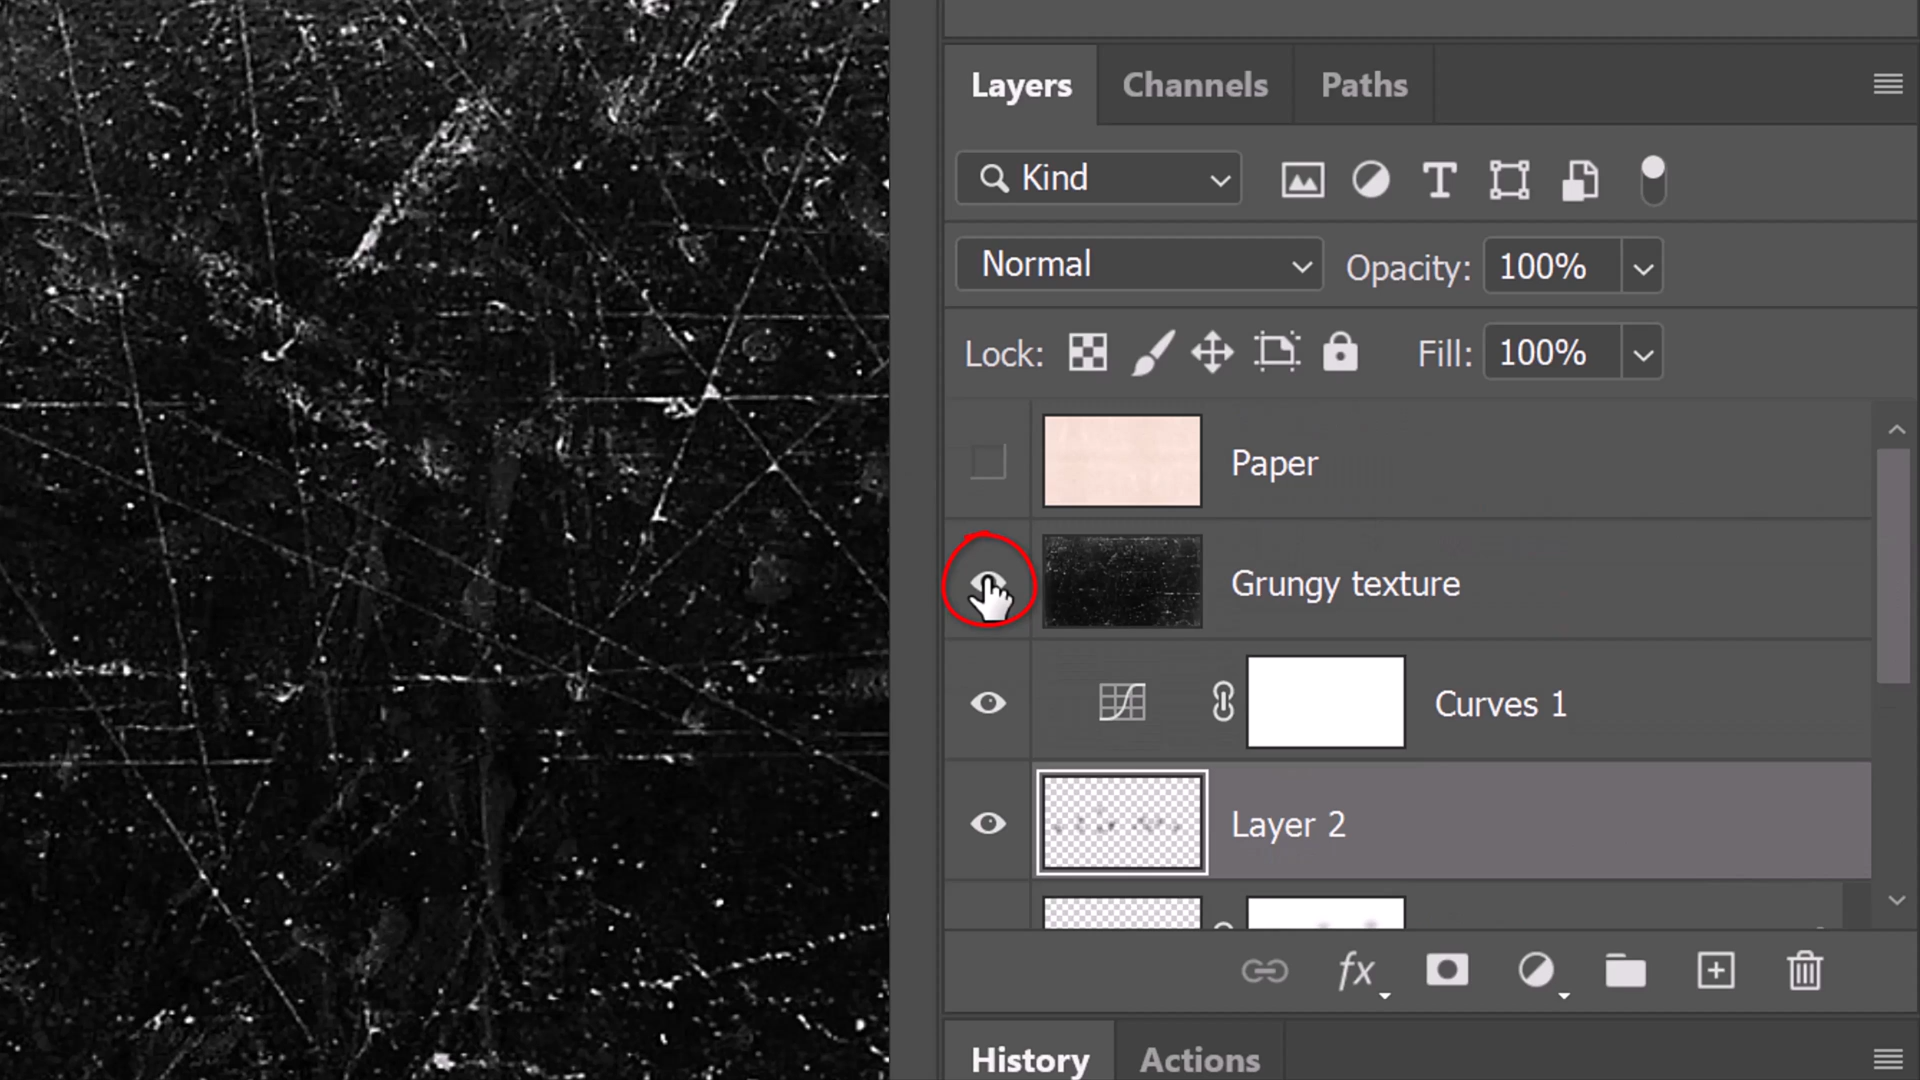 Layers Channels Paths
Kind
Normal Opacity: 100%
Lock: Fill: 100%
Paper
Grungy texture
Curves 1
Layer 2
fx
History Actions